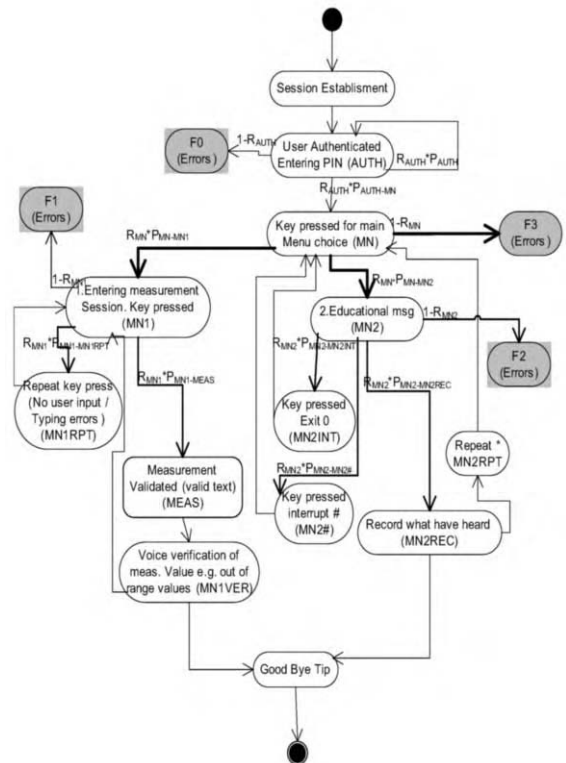 Session Establisment
F0
(Errors)
1-RAUTH
User Authenticated
Entering PIN (AUTH)
RAUTH*PAUTH
RAUTH*PAUTH-MN
F1
(Errors)
Key pressed for main
Menu choice (MN)
1-RMN
F3
(Errors)
RMN*PMN-MN1
RMN*PMN-MN2
1-RMN1
1.Entering measurement
Session. Key pressed
(MN1)
2.Educational msg
(MN2)
1-RMN2
F2
(Errors)
RMN1*PMN1-MN1RPT
RMN1*PMN1-MEAS
RMN2*PMN2-MN2INT
RMN2*PMN2-MN2REC
Repeat key press
(No user input /
Typing errors )
(MN1RPT)
Key pressed
Exit 0
(MN2INT)
Repeat *
MN2RPT
RMN2*PMN2-MN2#
Measurement
Validated (valid text)
(MEAS)
Key pressed
interrupt #
(MN2#)
Record what have heard
(MN2REC)
Voice verification of
meas. Value e.g. out of
range values (MN1VER)
Good Bye Tip